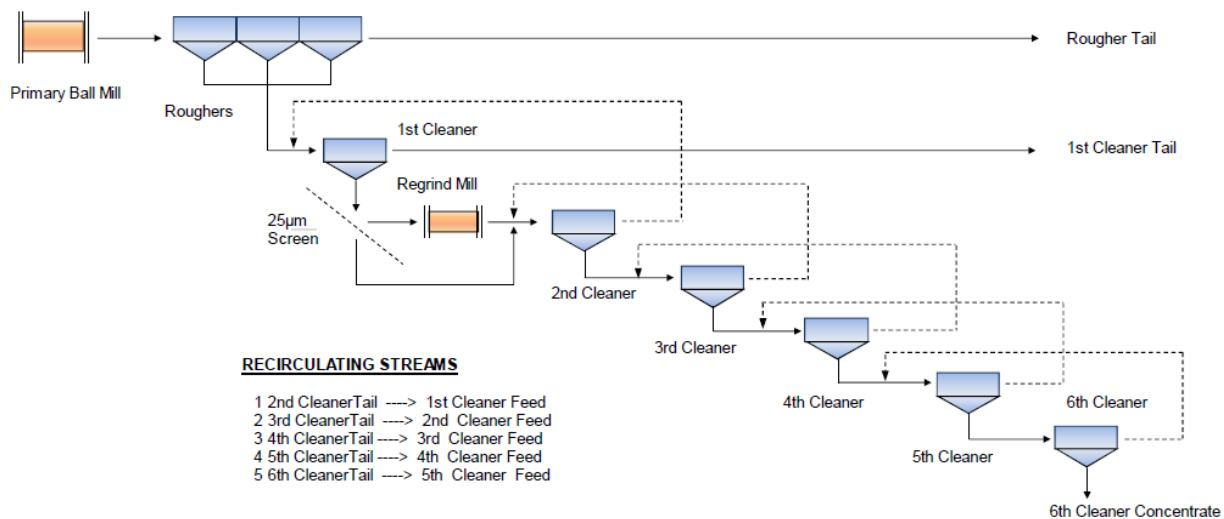 Rougher Tail
Primary Ball Mill
Roughers
1st Cleaner
1st Cleaner Tail
Regrind Mill
25µm
Screen
2nd Cleaner
3rd Cleaner
RECIRCULATING STREAMS
1 2nd CleanerTail ----> 1st Cleaner Feed
2 3rd CleanerTail ----> 2nd Cleaner Feed
3 4th CleanerTail ----> 3rd Cleaner Feed
4 5th CleanerTail ----> 4th Cleaner Feed
5 6th CleanerTail ----> 5th Cleaner Feed
4th Cleaner
6th Cleaner
5th Cleaner
6th Cleaner Concentrate